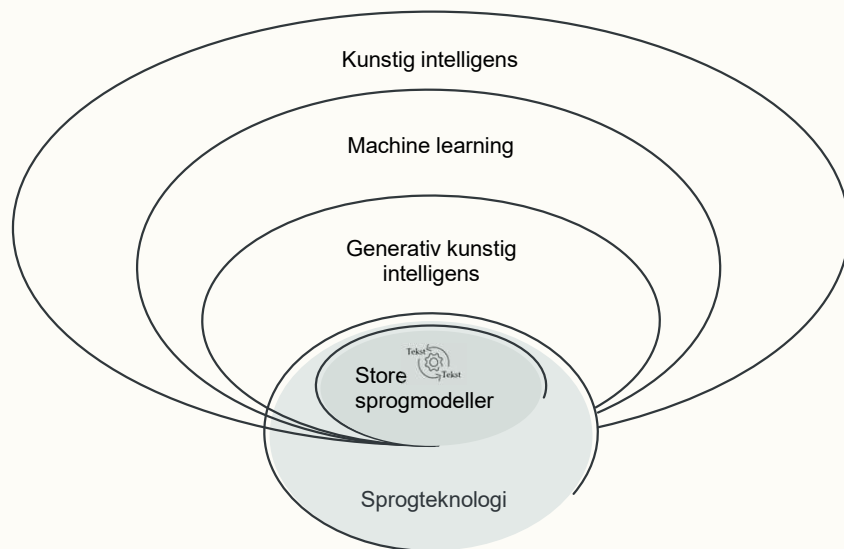 Kunstig intelligens
Machine learning
Generativ kunstig
intelligens
Tekst
Tekst
Store
sprogmodeller
Sprogteknologi